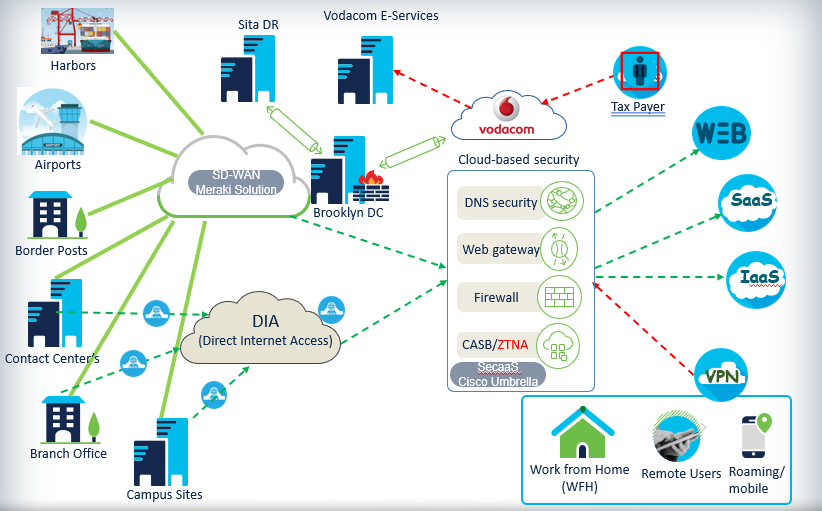 Vodacom E-Services
Sita DR
Harbors
Tax Payer
vodacom
WEB
Cloud-based security
Airports
SD-WAN
Meraki Solution
Brooklyn DC
DNS security
SaaS
Border Posts
Web gateway
IaaS
Firewall
DIA
(Direct Internet Access)
Contact Center's
CASB/ZTNA
SecaaS
Cisco Umbrella
VPN
Branch Office
Campus Sites
Work from Home
(WFH)
Remote Users
Roaming/
mobile